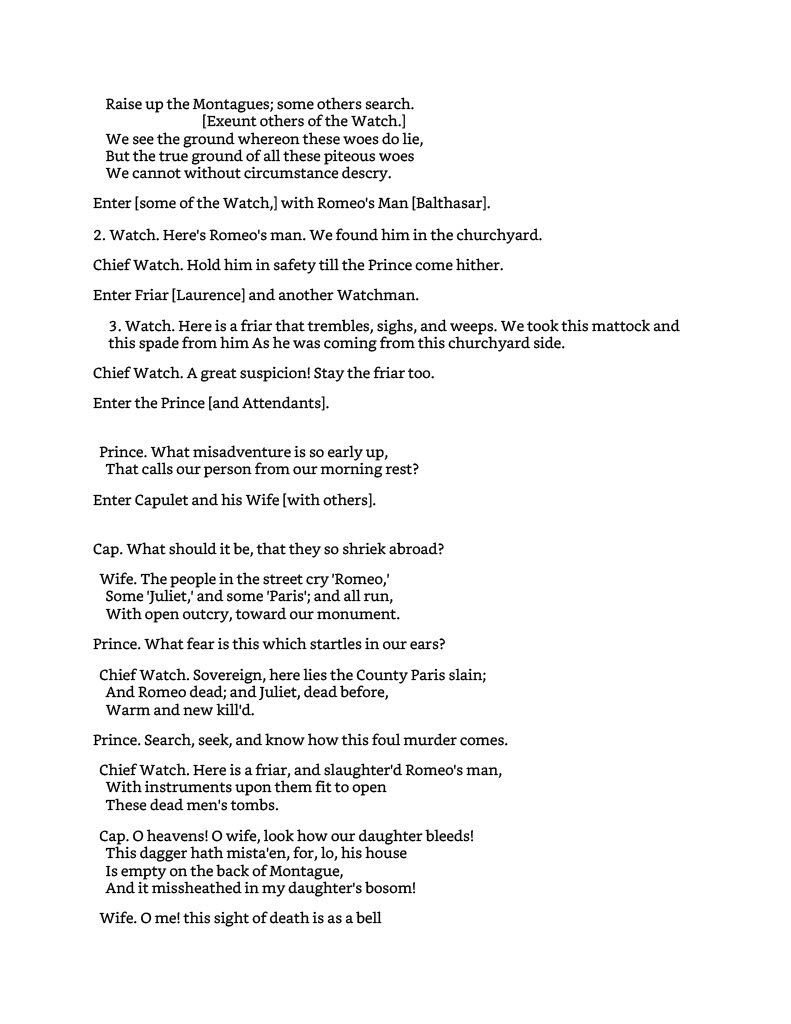 Raise up the Montagues; some others search.
[Exeunt others of the Watch.]
We see the ground whereon these woes do lie,
But the true ground of all these piteous woes
We cannot without circumstance descry.
Enter [some of the Watch,] with Romeo's Man [Balthasar].
2. Watch. Here's Romeo's man. We found him in the churchyard.
Chief Watch. Hold him in safety till the Prince come hither.
Enter Friar [Laurence] and another Watchman.
3. Watch. Here is a friar that trembles, sighs, and weeps. We took this mattock and
this spade from him As he was coming from this churchyard side.
Chief Watch. A great suspicion! Stay the friar too.
Enter the Prince [and Attendants].
Prince. What misadventure is so early up,
That calls our person from our morning rest?
Enter Capulet and his Wife [with others].
Cap. What should it be, that they so shriek abroad?
Wife. The people in the street cry 'Romeo,'
Some 'Juliet,' and some 'Paris'; and all run,
With open outcry, toward our monument.
Prince. What fear is this which startles in our ears?
Chief Watch. Sovereign, here lies the County Paris slain;
And Romeo dead; and Juliet, dead before,
Warm and new kill'd.
Prince. Search, seek, and know how this foul murder comes.
Chief Watch. Here is a friar, and slaughter'd Romeo's man,
With instruments upon them fit to open
These dead men's tombs.
Cap. O heavens! O wife, look how our daughter bleeds!
This dagger hath mista'en, for, lo, his house
Is empty on the back of Montague,
And it missheathed in my daughter's bosom!
Wife. O me! this sight of death is as a bell